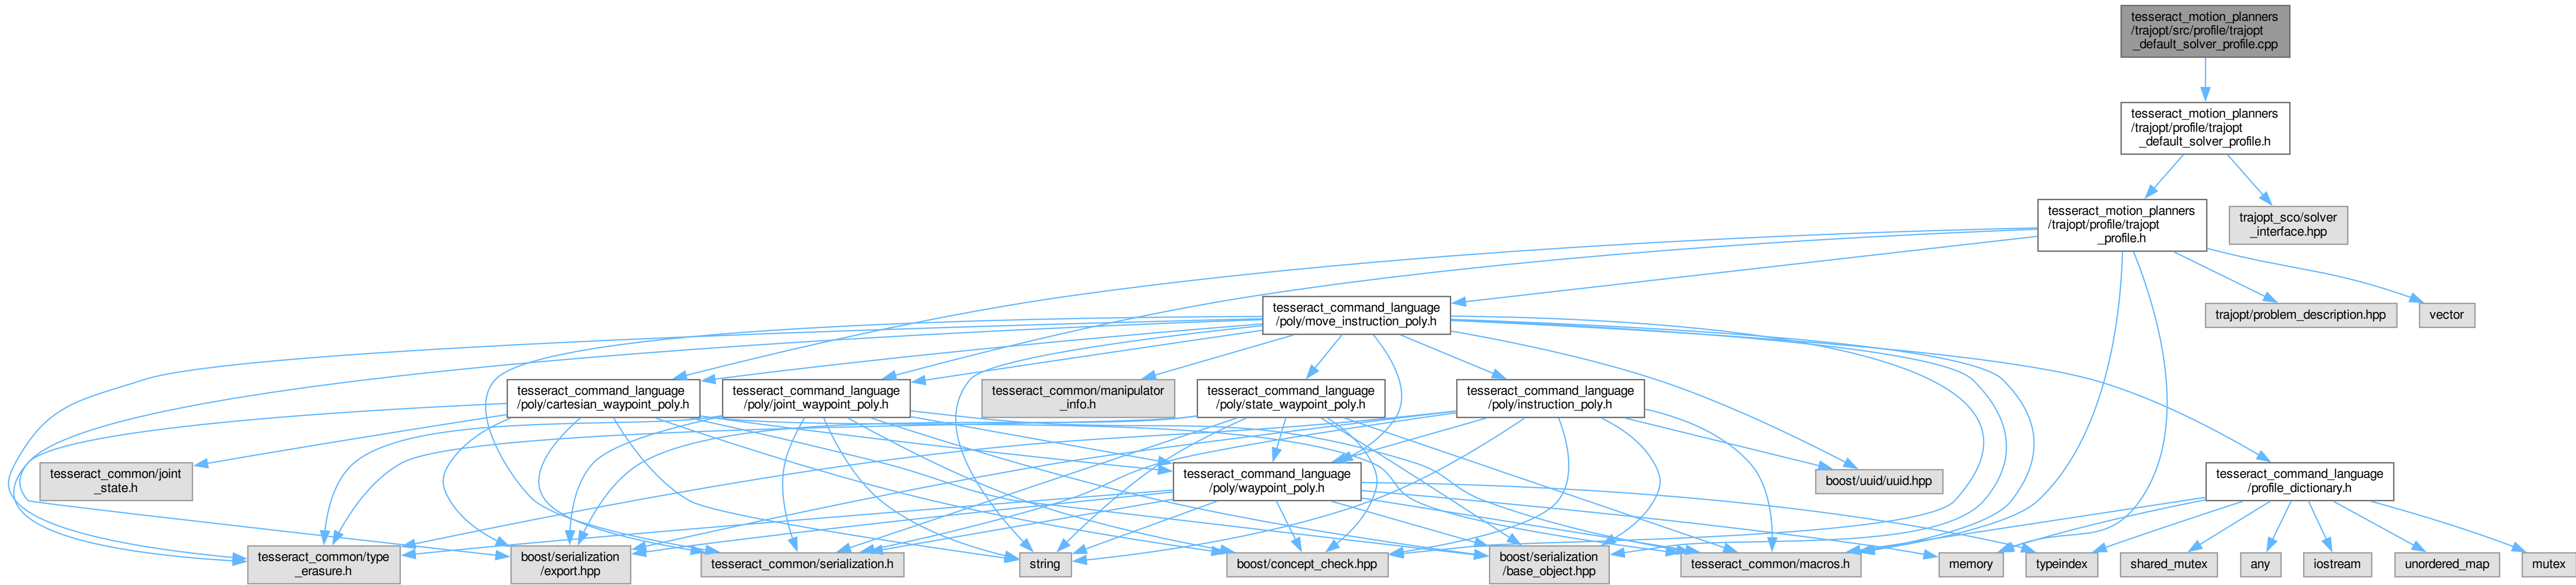 tesseract_motion_planners
/trajopt/src/profile/trajopt
_default_solver_profile.cpp
tesseract_motion_planners
/trajopt/profile/trajopt
_default_solver_profile.h
tesseract_motion_planners
/trajopt/profile/trajopt
_profile.h
trajopt_sco/solver
_interface.hpp
tesseract_command_language
/poly/move_instruction_poly.h
trajopt/problem_description.hpp
vector
tesseract_command_language
/poly/cartesian_waypoint_poly.h
tesseract_command_language
/poly/joint_waypoint_poly.h
tesseract_common/manipulator
_info.h
tesseract_command_language
/poly/state_waypoint_poly.h
tesseract_command_language
/poly/instruction_poly.h
tesseract_common/joint
_state.h
tesseract_command_language
/poly/waypoint_poly.h
boost/uuid/uuid.hpp
tesseract_command_language
/profile_dictionary.h
tesseract_common/type
_erasure.h
boost/serialization
/export.hpp
tesseract_common/serialization.h
string
boost/concept_check.hpp
boost/serialization
/base_object.hpp
tesseract_common/macros.h
memory
typeindex
shared_mutex
any
iostream
unordered_map
mutex